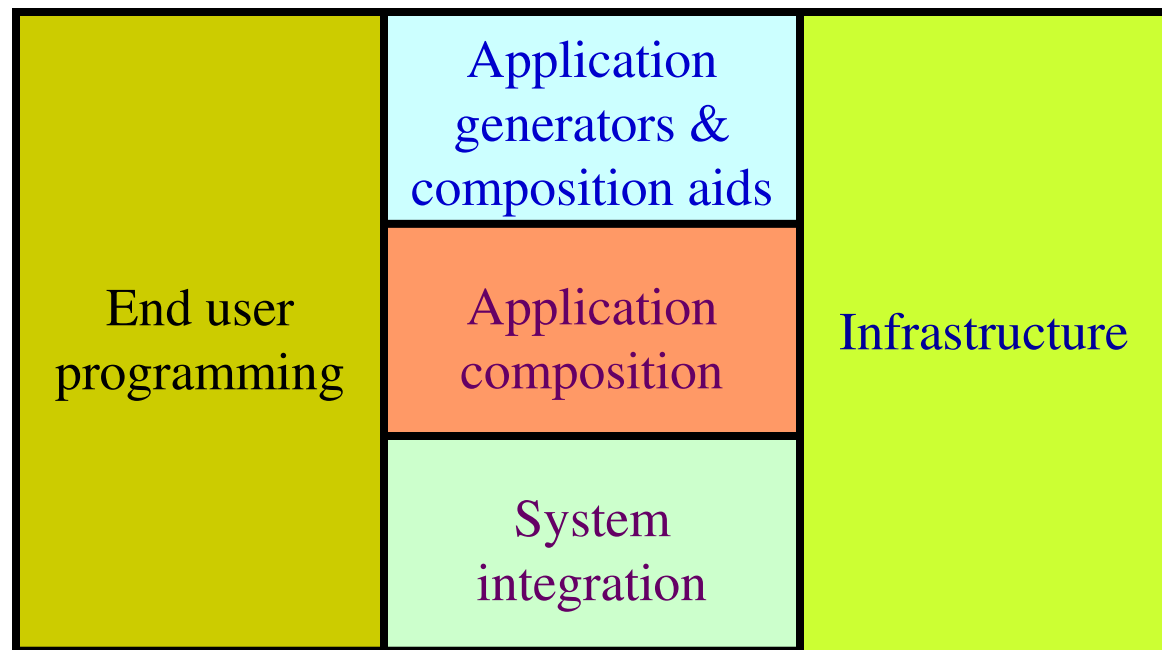 End user
programming
Application
generators &
composition aids
Application
composition
System
integration
Infrastructure